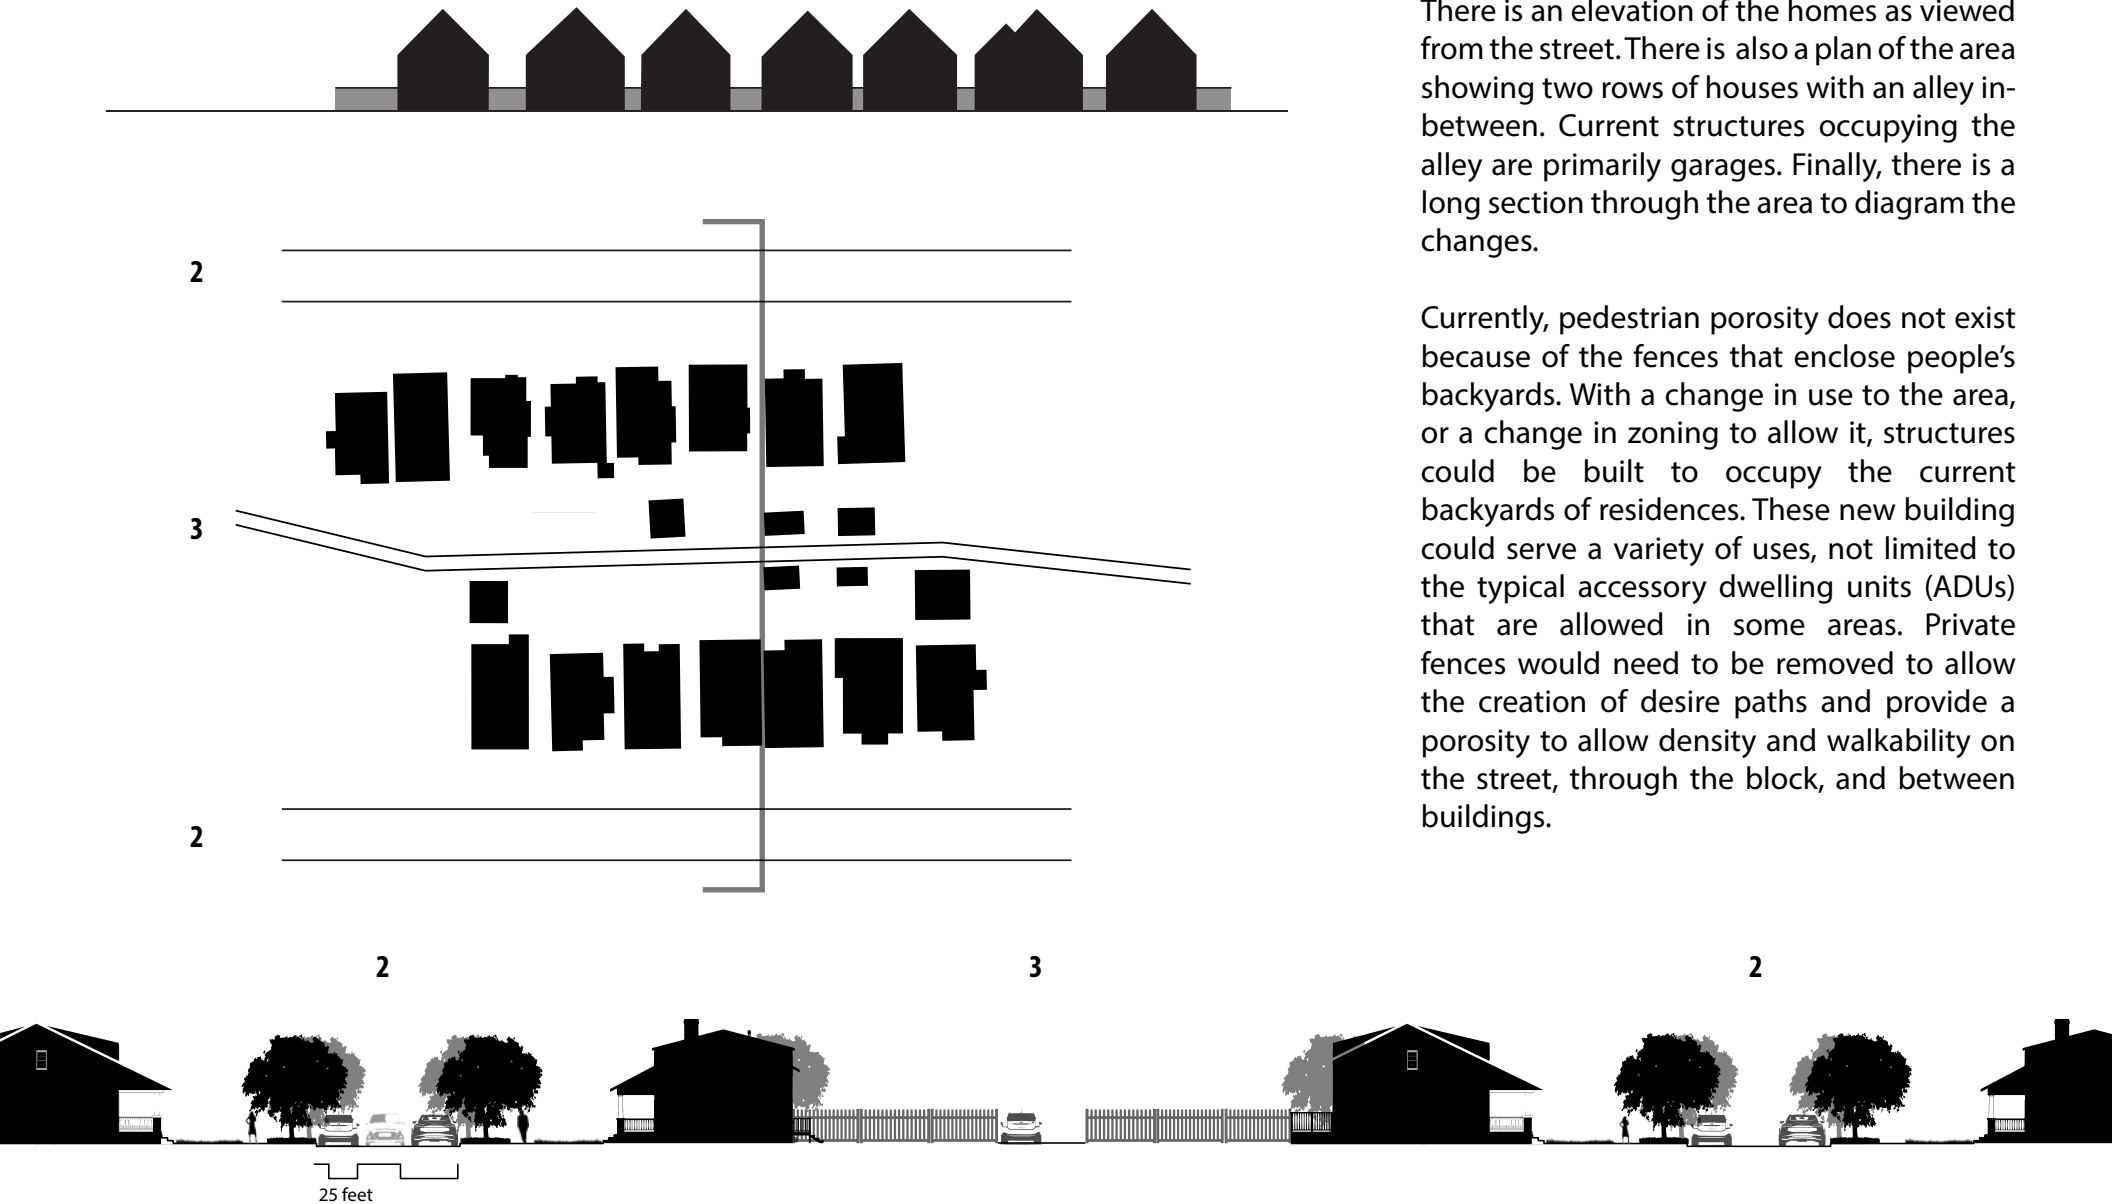 There is an elevation of the homes as viewed
from the street. There is also a plan of the area
showing two rows of houses with an alley in-
between. Current structures occupying the
alley are primarily garages. Finally, there is a
long section through the area to diagram the
changes.
Currently, pedestrian porosity does not exist
because of the fences that enclose people’s
backyards. With a change in use to the area,
or a change in zoning to allow it, structures
could be built to occupy the current
backyards of residences. These new building
could serve a variety of uses, not limited to
the typical accessory dwelling units (ADUs)
that are allowed in some areas. Private
fences would need to be removed to allow
the creation of desire paths and provide a
porosity to allow density and walkability on
the street, through the block, and between
buildings.
2
3
2
2
3
2
25 feet